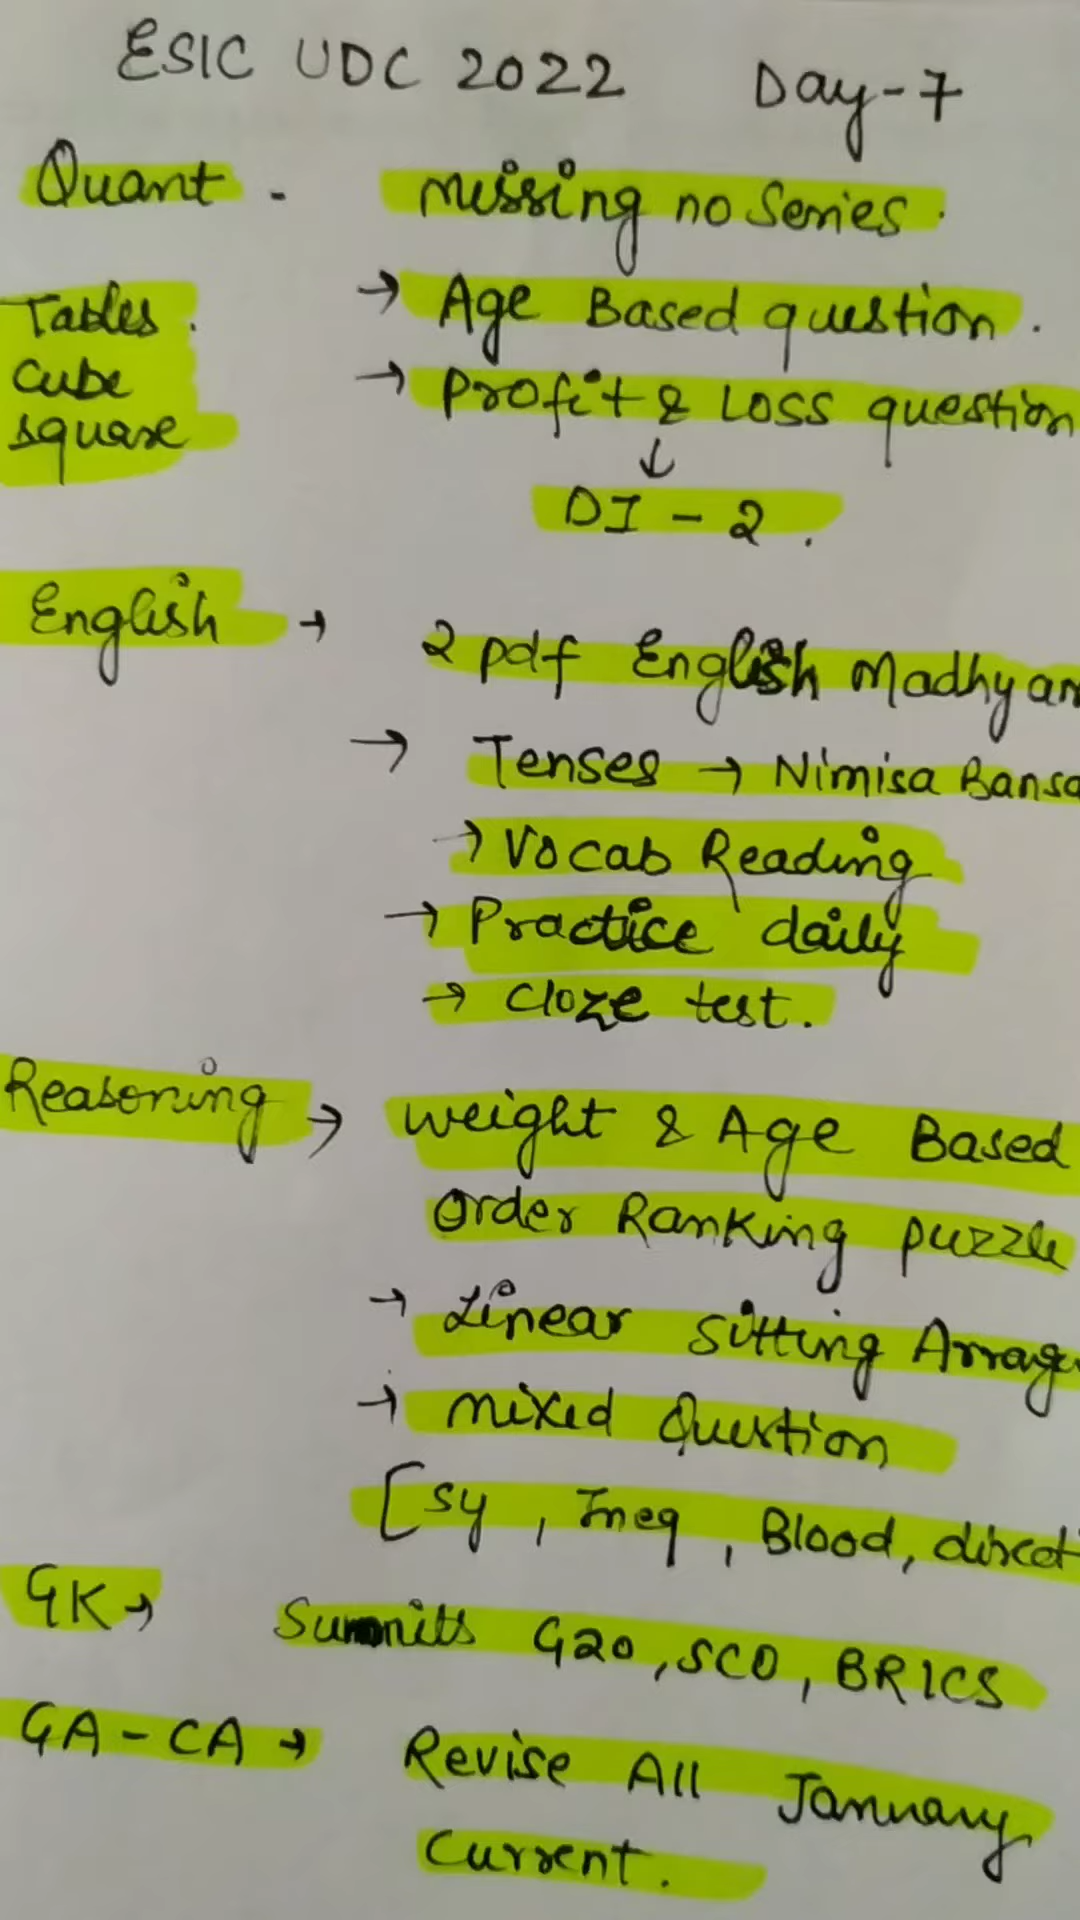 ESIC UDC 2022 Day-7
Quant - missing no Series.
Tables.
Cube
square
→ Age Based question.
→ Profit & Loss question
↓
DI - 2.
English → 2 pdf English Madhyam
→ Tenses → Nimisa Bansa
→ Vocab Reading
→ Practice daily
→ Cloze test.
Reasoning → weight & Age Based
order Ranking puzzle
→ Linear Sitting Arrage
→ mixed Question
[sy, Ineq, Blood, direct
GK → Summits G20, SCO, BRICS
GA-CA → Revise All January
Current.